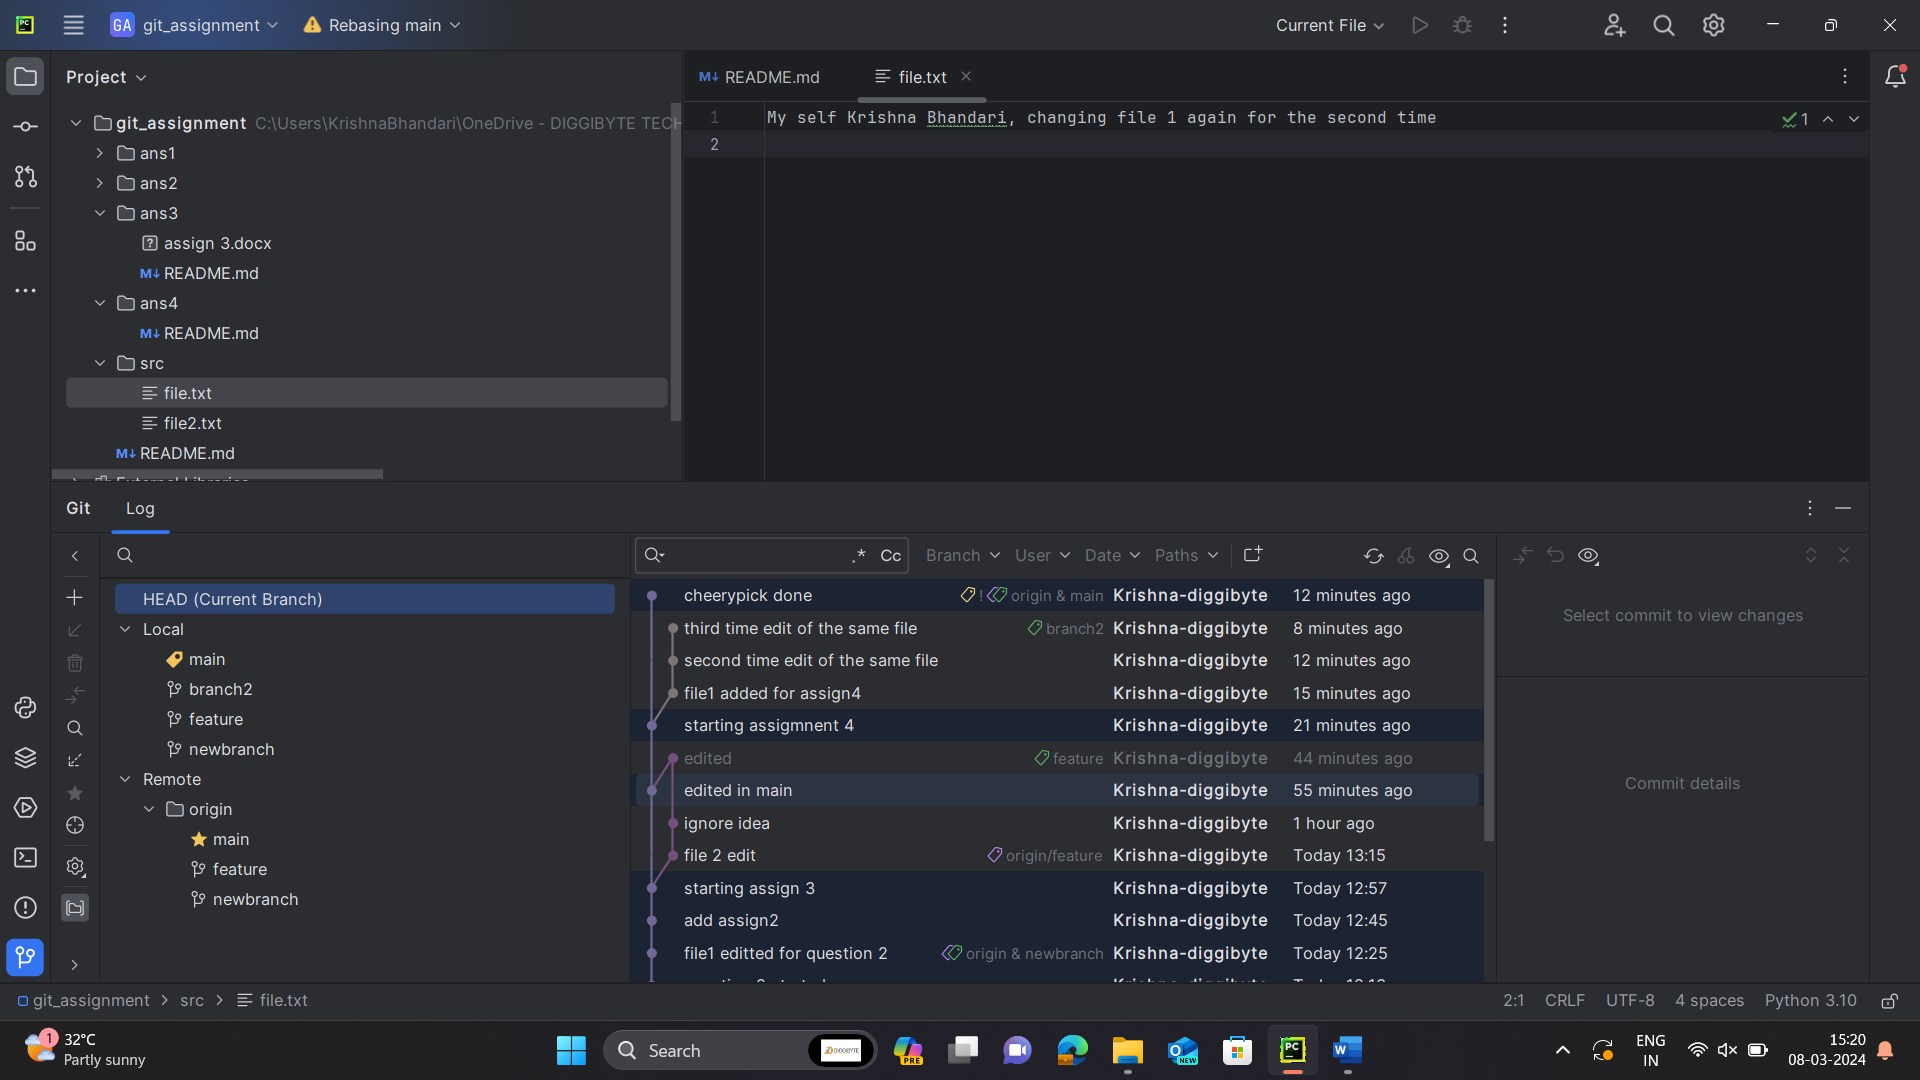 GA git_assignment Rebasing main Current File
Project
README.md file.txt
1 My self Krishna Bhandari, changing file 1 again for the second time 1
2
git_assignment C:\Users\KrishnaBhandari\OneDrive - DIGGIBYTE TECH
ans1
ans2
ans3
assign 3.docx
README.md
ans4
README.md
src
file.txt
file2.txt
README.md
External Libraries
Git Log
.* Cc Branch User Date Paths
HEAD (Current Branch)
Local
main
branch2
feature
newbranch
Remote
origin
main
feature
newbranch
cheerypick done ! origin & main Krishna-diggibyte 12 minutes ago
third time edit of the same file branch2 Krishna-diggibyte 8 minutes ago
second time edit of the same file Krishna-diggibyte 12 minutes ago
file1 added for assign4 Krishna-diggibyte 15 minutes ago
starting assigmnent 4 Krishna-diggibyte 21 minutes ago
edited feature Krishna-diggibyte 44 minutes ago
edited in main Krishna-diggibyte 55 minutes ago
ignore idea Krishna-diggibyte 1 hour ago
file 2 edit origin/feature Krishna-diggibyte Today 13:15
starting assign 3 Krishna-diggibyte Today 12:57
add assign2 Krishna-diggibyte Today 12:45
file1 editted for question 2 origin & newbranch Krishna-diggibyte Today 12:25
Select commit to view changes
Commit details
git_assignment > src > file.txt 2:1 CRLF UTF-8 4 spaces Python 3.10
1 32°C
Partly sunny
Search DIGGIBYTE PRE NEW PC W
ENG
IN
15:20
08-03-2024